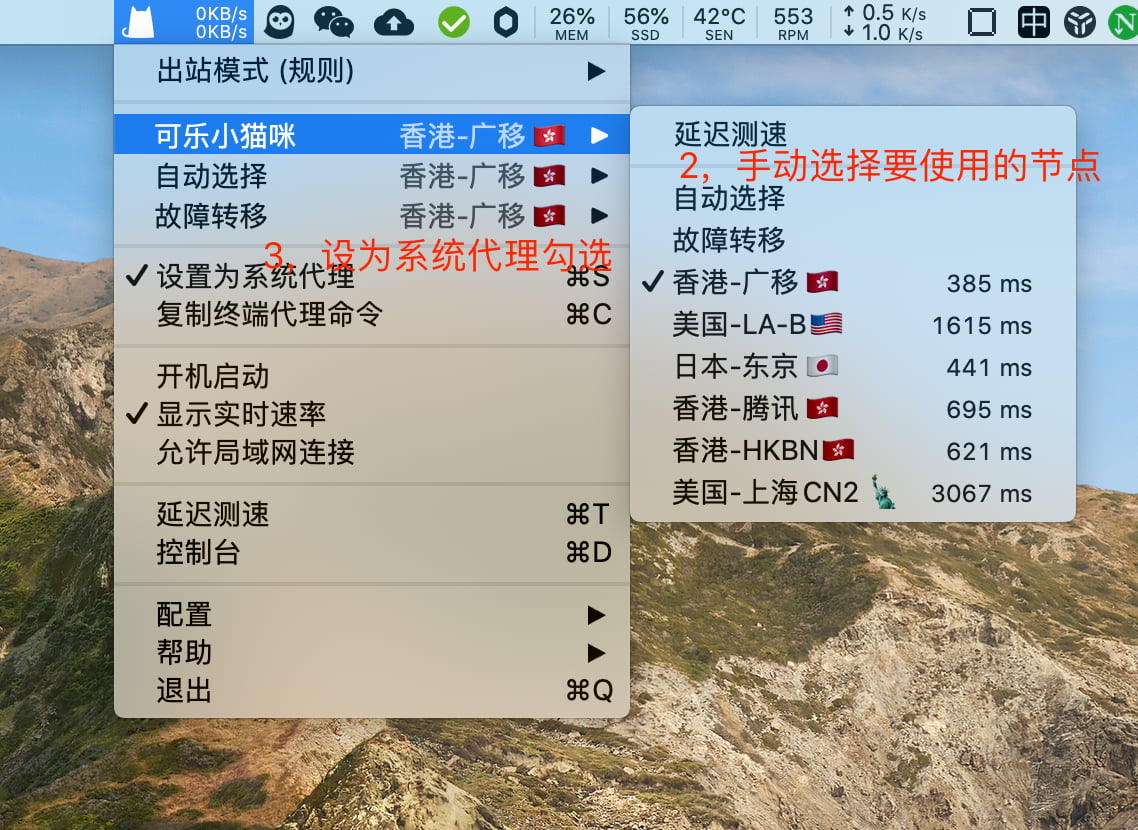 0KB/s
0KB/s
26% MEM
56% SSD
42°C SEN
553 RPM
↑ 0.5 K/s
↓ 1.0 K/s
中
N
出站模式 (规则) ▶
可乐小猫咪 香港-广移🇭🇰 ▶
自动选择 香港-广移🇭🇰 ▶
故障转移 香港-广移🇭🇰 ▶
3，设为系统代理勾选
✓ 设置为系统代理 ⌘S
复制终端代理命令 ⌘C
开机启动
✓ 显示实时速率
允许局域网连接
延迟测速 ⌘T
控制台 ⌘D
配置 ▶
帮助 ▶
退出 ⌘Q
延迟测速
2，手动选择要使用的节点
自动选择
故障转移
✓ 香港-广移🇭🇰 385 ms
美国-LA-B🇺🇸 1615 ms
日本-东京🇯🇵 441 ms
香港-腾讯🇭🇰 695 ms
香港-HKBN🇭🇰 621 ms
美国-上海CN2🗽 3067 ms